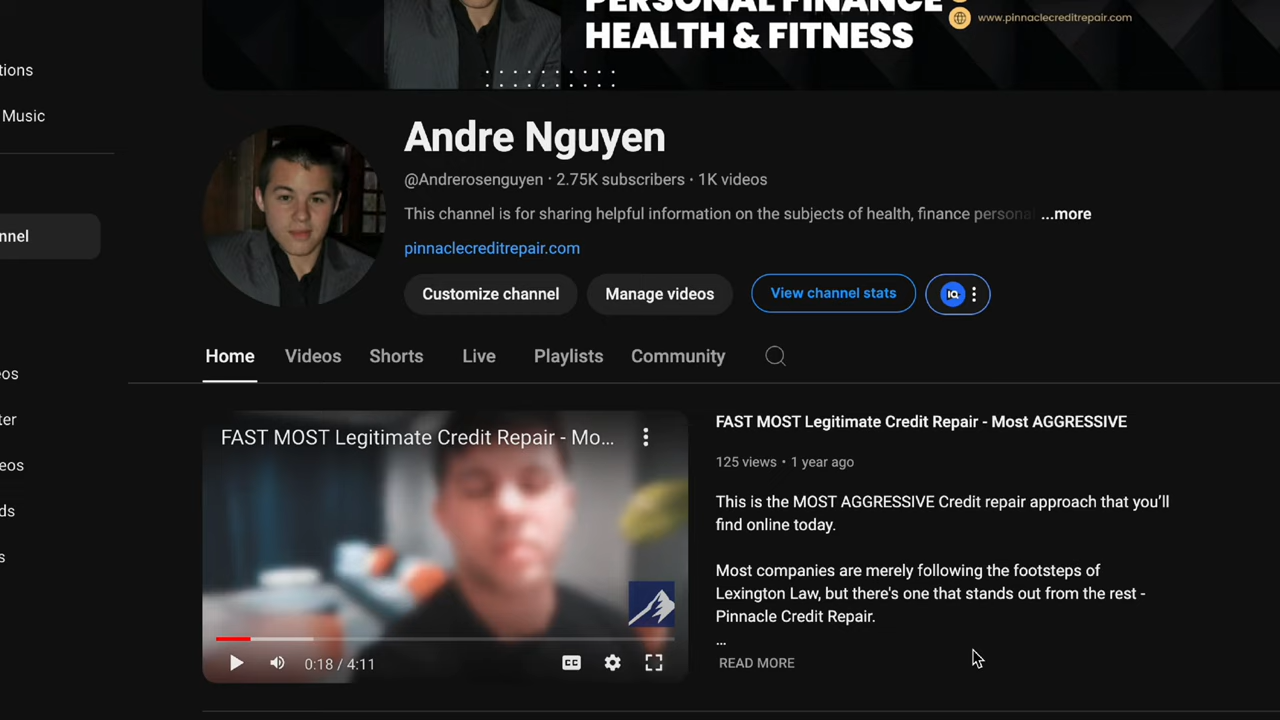 PERSONAL FINANCE
HEALTH & FITNESS
www.pinnaclecreditrepair.com
tions
Music
nnel
eos
ter
eos
ds
s
Andre Nguyen
@Andrerosenguyen · 2.75K subscribers · 1K videos
This channel is for sharing helpful information on the subjects of health, finance persona ...more
pinnaclecreditrepair.com
Customize channel
Manage videos
View channel stats
IQ
Home
Videos
Shorts
Live
Playlists
Community
FAST MOST Legitimate Credit Repair - Mo...
0:18 / 4:11
CC
FAST MOST Legitimate Credit Repair - Most AGGRESSIVE
125 views • 1 year ago
This is the MOST AGGRESSIVE Credit repair approach that you'll
find online today.
Most companies are merely following the footsteps of
Lexington Law, but there's one that stands out from the rest -
Pinnacle Credit Repair.
...
READ MORE